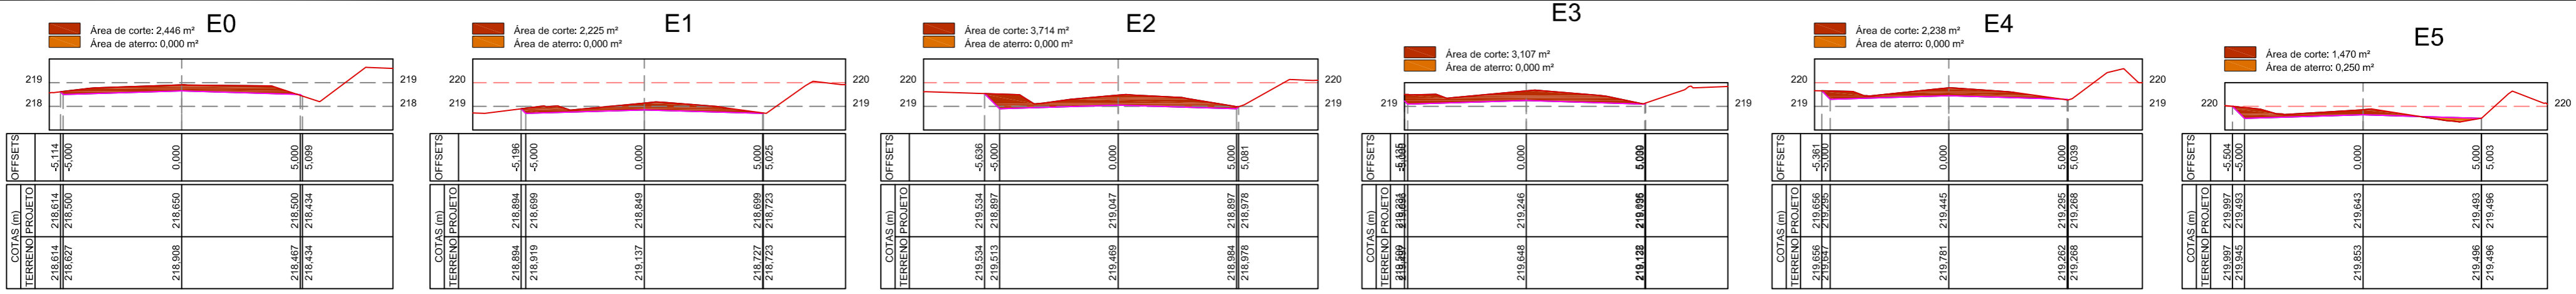 E0
Área de corte: 2,446 m²
Área de aterro: 0,000 m²
219 219
218 218
OFFSETS -5,114 -5,000 0,000 5,000 5,099
COTAS (m)
PROJETO 218,614 218,500 218,650 218,500 218,434
TERRENO 218,614 218,627 218,908 218,467 218,434
E1
Área de corte: 2,225 m²
Área de aterro: 0,000 m²
220 220
219 219
OFFSETS -5,196 -5,000 0,000 5,000 5,025
COTAS (m)
PROJETO 218,894 218,699 218,849 218,699 218,723
TERRENO 218,894 218,919 219,137 218,727 218,723
E2
Área de corte: 3,714 m²
Área de aterro: 0,000 m²
220 220
219 219
OFFSETS -5,636 -5,000 0,000 5,000 5,081
COTAS (m)
PROJETO 219,534 218,897 219,047 218,897 218,978
TERRENO 219,534 219,513 219,469 218,984 218,978
E3
Área de corte: 3,107 m²
Área de aterro: 0,000 m²
219 219
OFFSETS 0,000
COTAS (m)
PROJETO 219,246
TERRENO 219,648
E4
Área de corte: 2,238 m²
Área de aterro: 0,000 m²
220 220
219 219
OFFSETS -5,361 -5,000 0,000 5,000 5,039
COTAS (m)
PROJETO 219,656 219,295 219,445 219,295 219,268
TERRENO 219,656 219,647 219,781 219,262 219,268
E5
Área de corte: 1,470 m²
Área de aterro: 0,250 m²
220 220
OFFSETS -5,504 -5,000 0,000 5,000 5,003
COTAS (m)
PROJETO 219,997 219,493 219,643 219,493 219,496
TERRENO 219,997 219,945 219,853 219,496 219,496